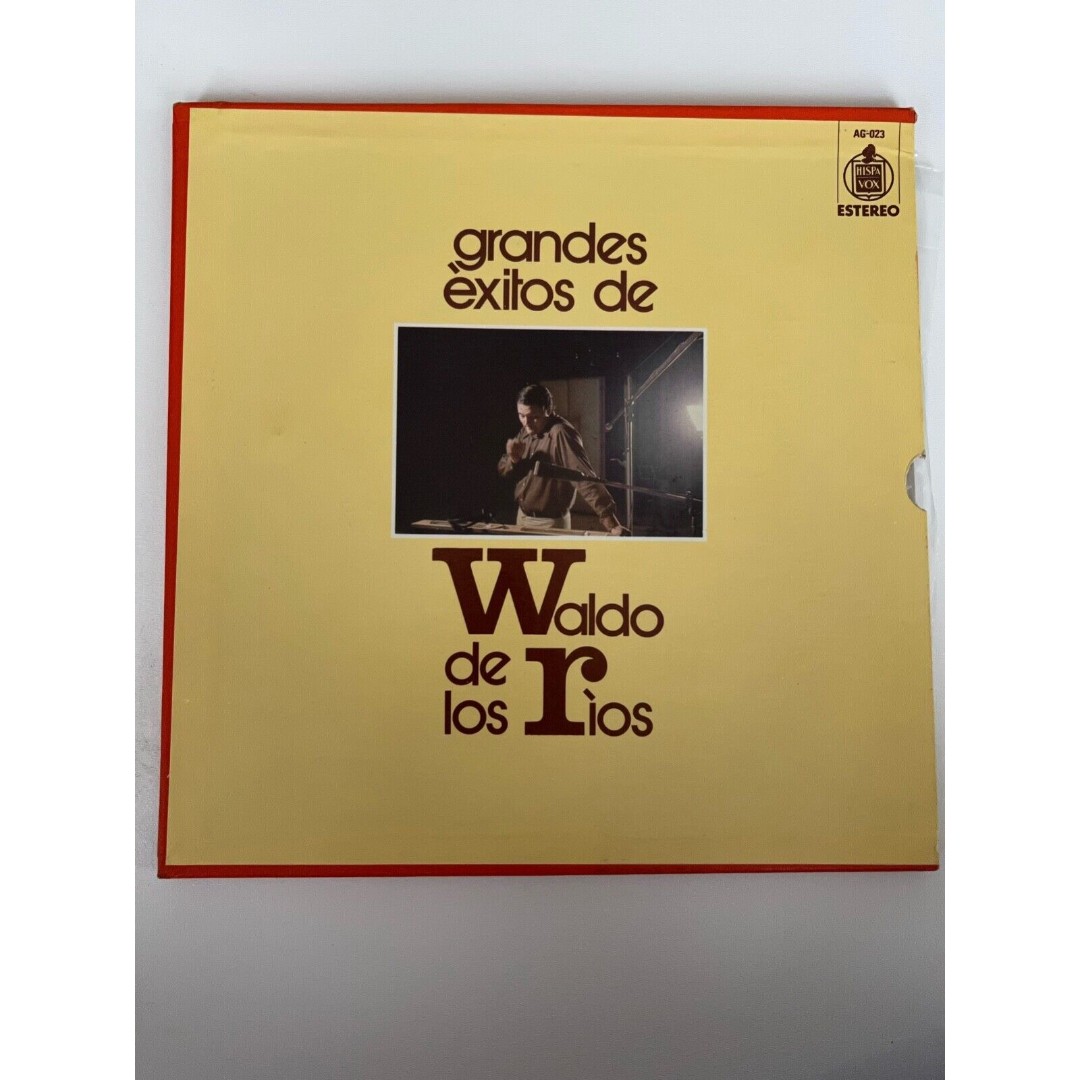 AG-023
HISPA
VOX
ESTEREO
grandes
èxitos de
Waldo
de
los rìos